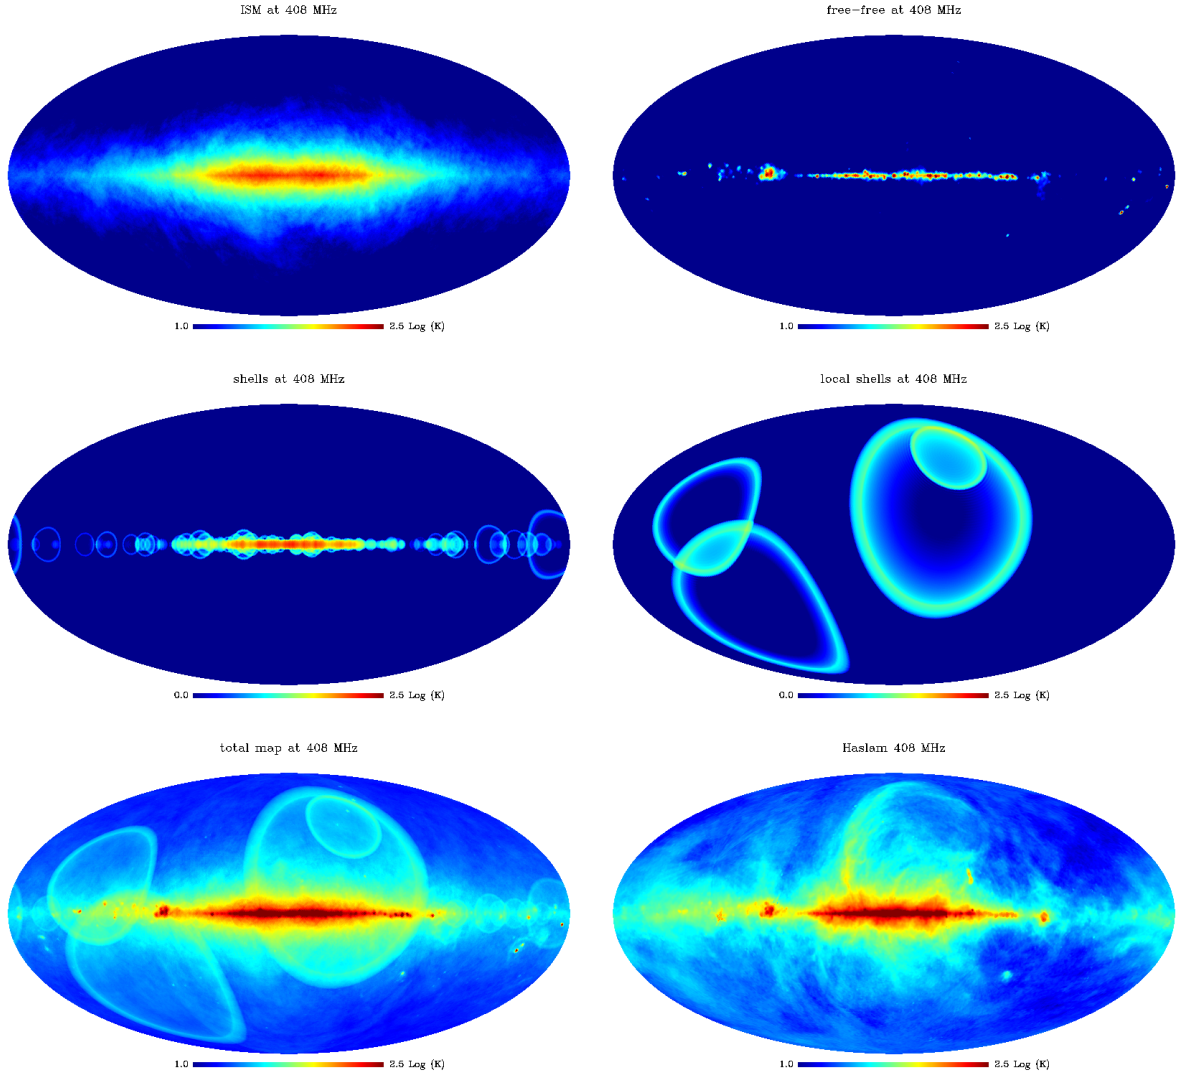 ISM at 408 MHz
free-free at 408 MHz
1.0 2.5 Log (K)
1.0 2.5 Log (K)
shells at 408 MHz
local shells at 408 MHz
0.0 2.5 Log (K)
0.0 2.5 Log (K)
total map at 408 MHz
Haslam 408 MHz
1.0 2.5 Log (K)
1.0 2.5 Log (K)